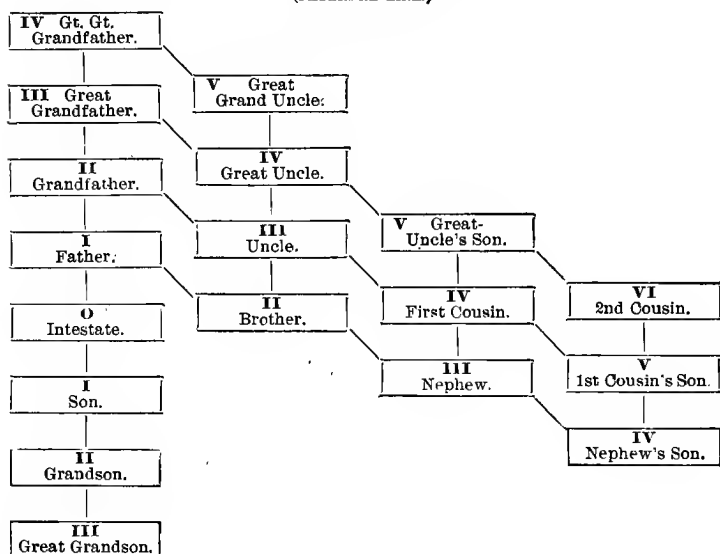 IV Gt. Gt.
Grandfather.
V Great
Grand Uncle.
III Great
Grandfather.
IV
Great Uncle.
II
Grandfather.
V Great-
Uncle's Son.
III
Uncle.
I
Father.
VI
2nd Cousin.
IV
First Cousin.
II
Brother.
O
Intestate.
V
1st Cousin's Son.
III
Nephew.
I
Son.
IV
Nephew's Son.
II
Grandson.
III
Great Grandson.